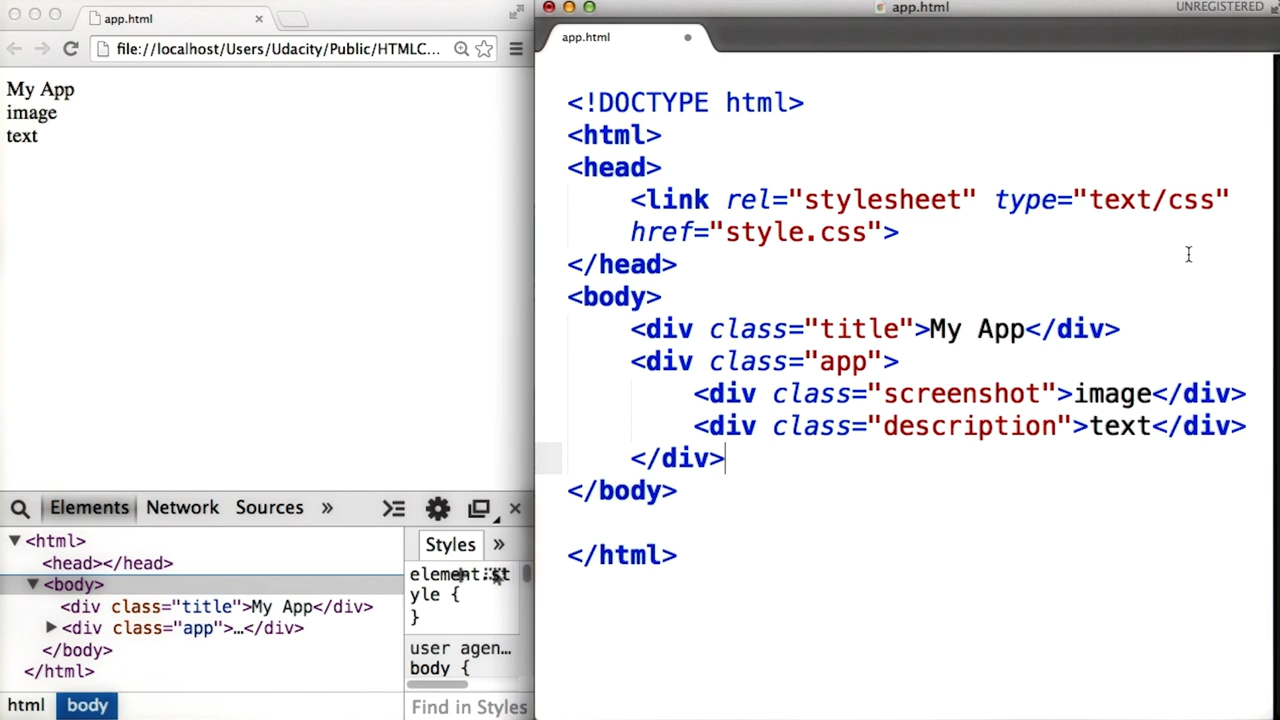 app.html
file://localhost/Users/Udacity/Public/HTMLC...
My App
image
text
Elements Network Sources »
<html>
<head></head>
<body>
<div class="title">My App</div>
<div class="app">…</div>
</body>
</html>
html body
Styles »
element.st
yle {
}
user agen…
body {
Find in Styles
app.html
UNREGISTERED
app.html
<!DOCTYPE html>
<html>
<head>
<link rel="stylesheet" type="text/css"
href="style.css">
</head>
<body>
<div class="title">My App</div>
<div class="app">
<div class="screenshot">image</div>
<div class="description">text</div>
</div>
</body>
</html>